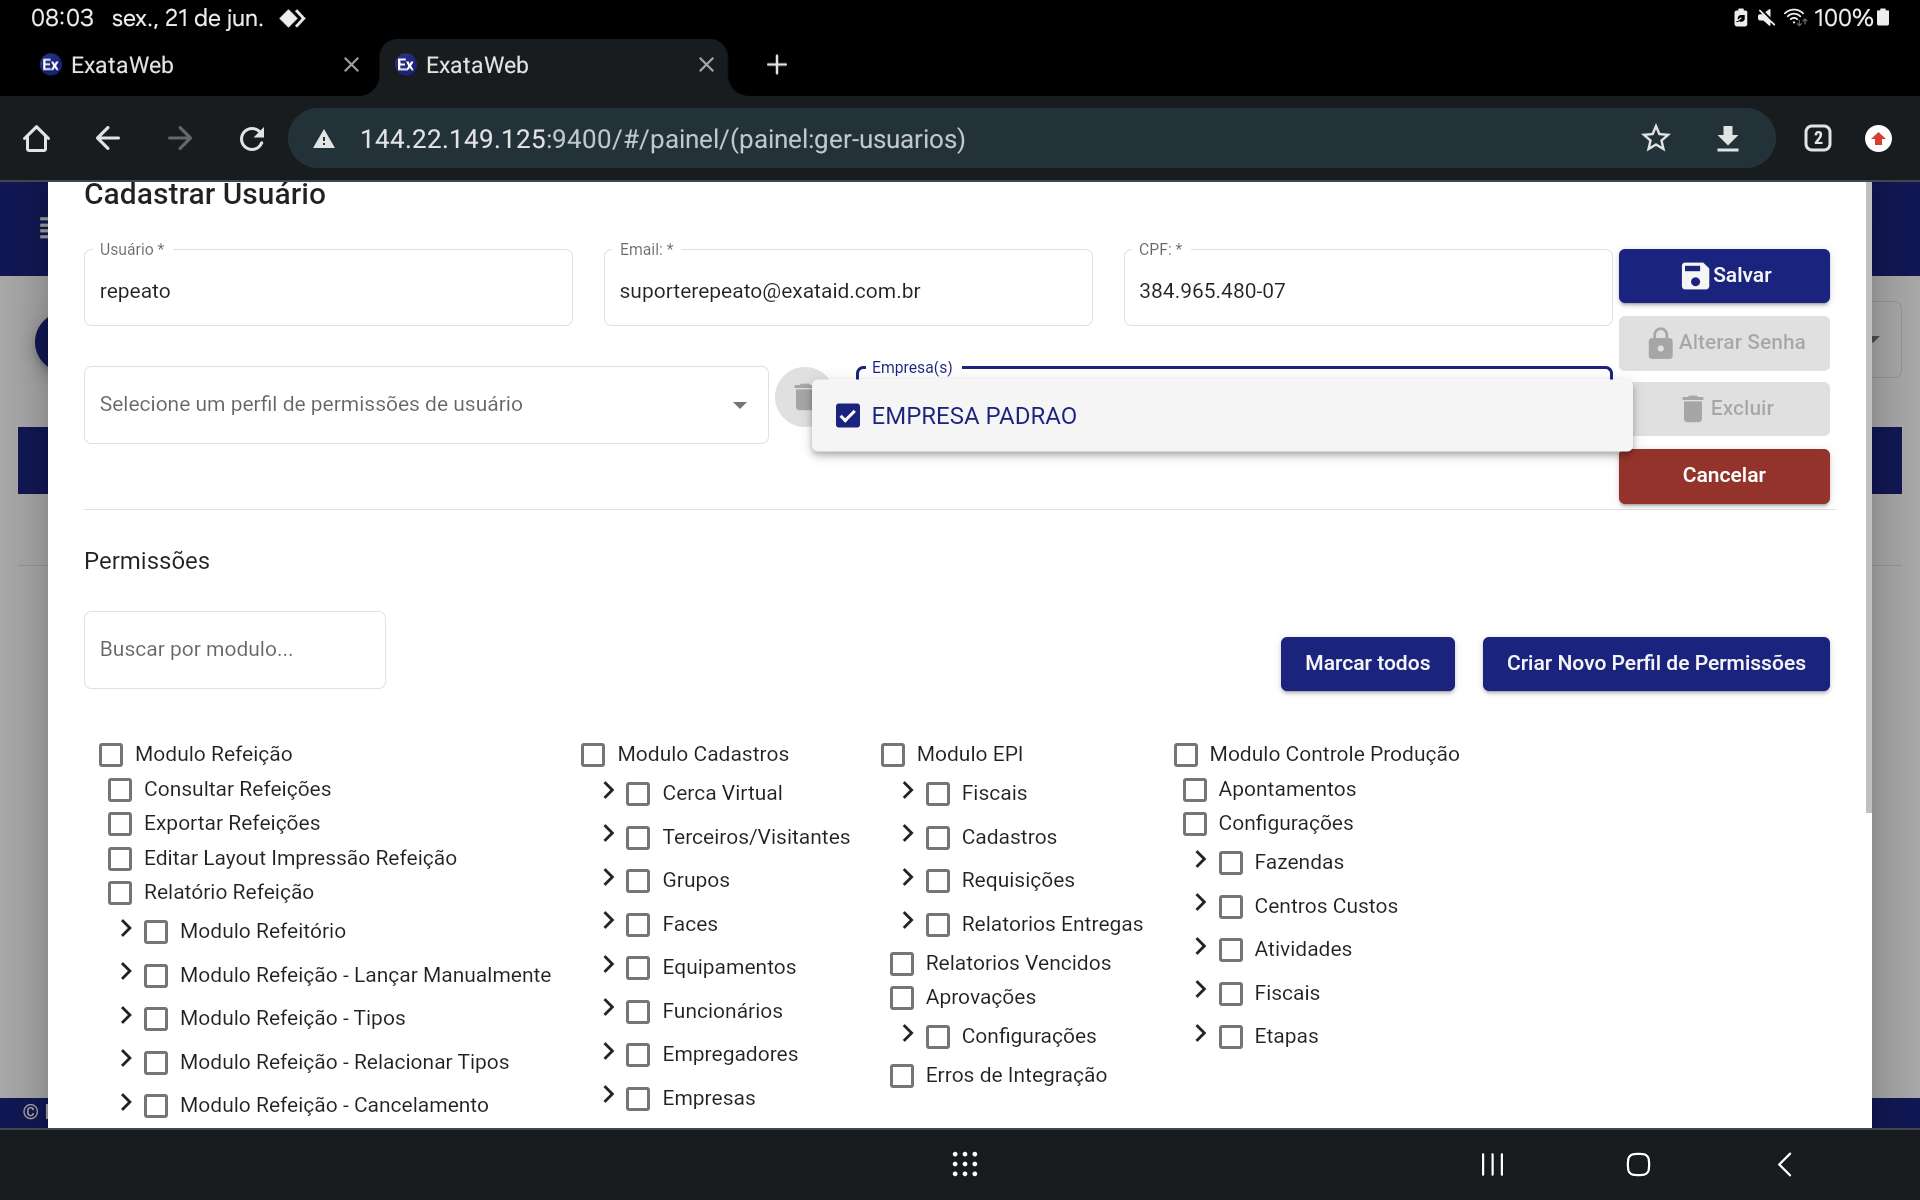 08:03 sex., 21 de jun. 100%
Ex ExataWeb
Ex ExataWeb
144.22.149.125:9400/#/painel/(painel:ger-usuarios)
2
Cadastrar Usuário
Usuário *
repeato
Email: *
suporterepeato@exataid.com.br
CPF: *
384.965.480-07
Salvar
Alterar Senha
Selecione um perfil de permissões de usuário
Empresa(s)
EMPRESA PADRAO
Excluir
Cancelar
Permissões
Buscar por modulo...
Marcar todos
Criar Novo Perfil de Permissões
Modulo Refeição
Consultar Refeições
Exportar Refeições
Editar Layout Impressão Refeição
Relatório Refeição
Modulo Refeitório
Modulo Refeição - Lançar Manualmente
Modulo Refeição - Tipos
Modulo Refeição - Relacionar Tipos
Modulo Refeição - Cancelamento
Modulo Cadastros
Cerca Virtual
Terceiros/Visitantes
Grupos
Faces
Equipamentos
Funcionários
Empregadores
Empresas
Modulo EPI
Fiscais
Cadastros
Requisições
Relatorios Entregas
Relatorios Vencidos
Aprovações
Configurações
Erros de Integração
Modulo Controle Produção
Apontamentos
Configurações
Fazendas
Centros Custos
Atividades
Fiscais
Etapas
©